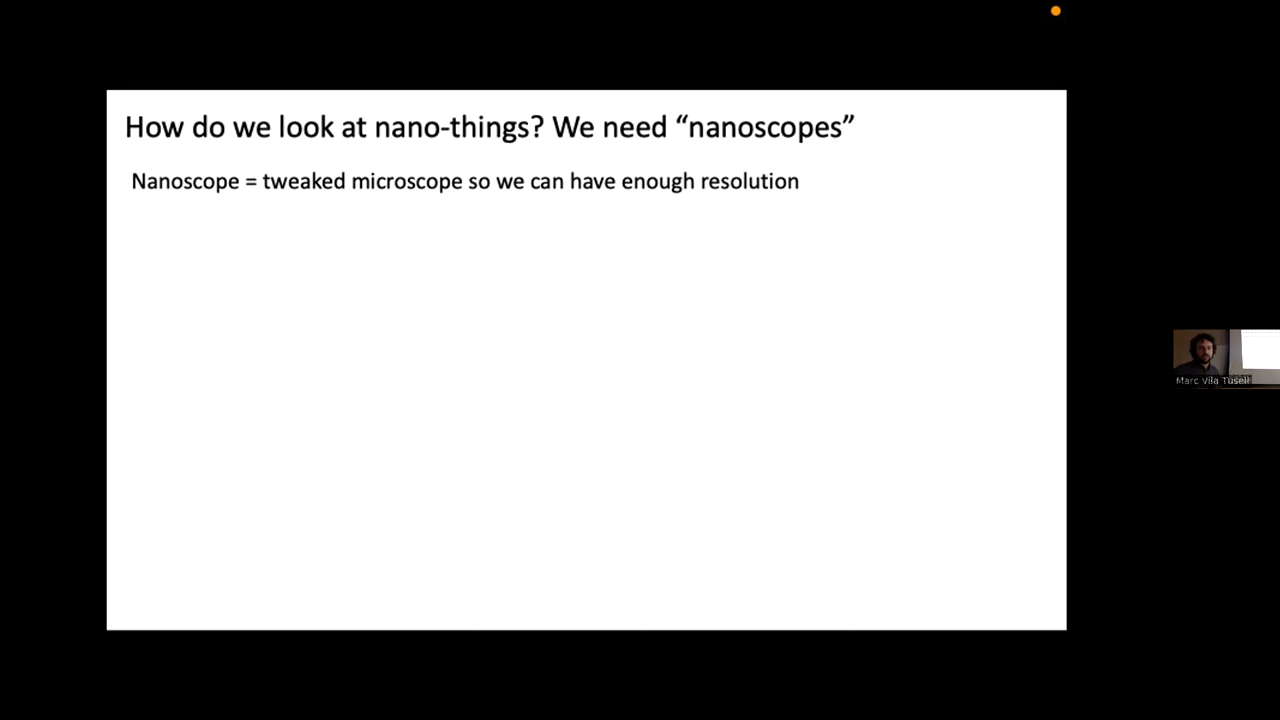 How do we look at nano-things? We need “nanoscopes”
Nanoscope = tweaked microscope so we can have enough resolution
Marc Vila Tusell